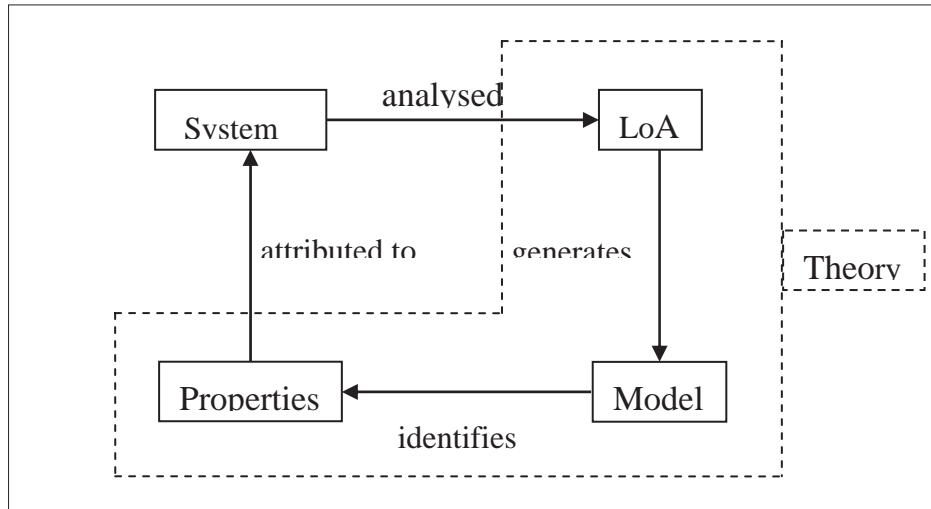 analysed
System
LoA
attributed to
generates
Theory
Properties
Model
identifies